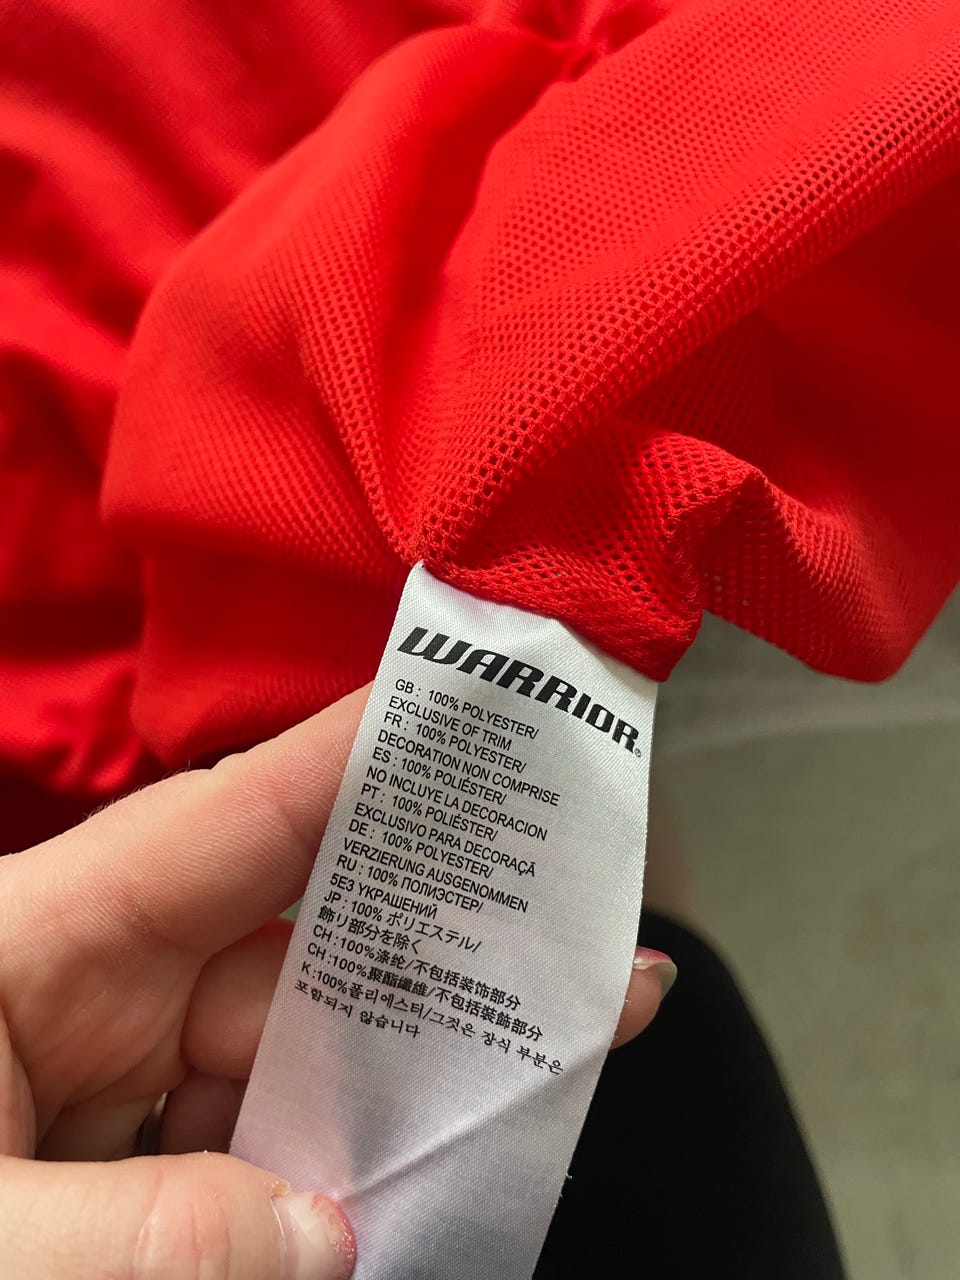 WARRIOR
GB : 100% POLYESTER/
EXCLUSIVE OF TRIM
FR : 100% POLYESTER/
DECORATION NON COMPRISE
ES : 100% POLIÉSTER/
NO INCLUYE LA DECORACION
PT : 100% POLIÉSTER/
EXCLUSIVO PARA DECORAÇÃ
DE : 100% POLYESTER/
VERZIERUNG AUSGENOMMEN
RU : 100% ПОЛИЭСТЕР/
5E3 YKPAШEHИЙ
JP : 100% ポリエステル/
飾り部分を除く
CH :100%涤纶/不包括装饰部分
CH :100%聚酯纖維/不包括裝飾部分
K :100%폴리에스터/그것은 장식 부분은
포함되지 않습니다